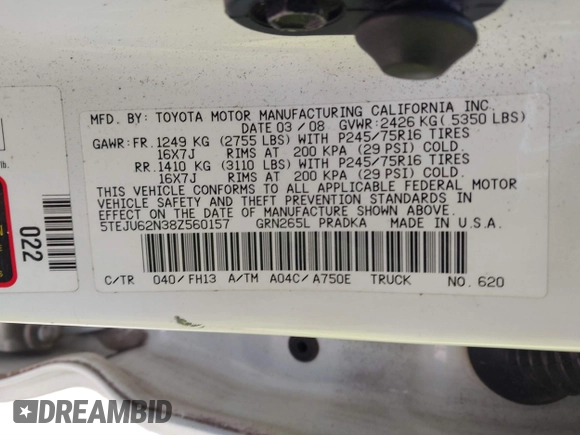 MFD. BY: TOYOTA MOTOR MANUFACTURING CALIFORNIA INC.
DATE 03 / 08 GVWR: 2426 KG( 5350 LBS)
GAWR: FR. 1249 KG (2755 LBS) WITH P245/75R16 TIRES
16X7J RIMS AT 200 KPA (29 PSI) COLD.
RR. 1410 KG (3110 LBS) WITH P245/75R16 TIRES
16X7J RIMS AT 200 KPA (29 PSI) COLD.
THIS VEHICLE CONFORMS TO ALL APPLICABLE FEDERAL MOTOR
VEHICLE SAFETY AND THEFT PREVENTION STANDARDS IN
EFFECT ON THE DATE OF MANUFACTURE SHOWN ABOVE.
5TEJU62N38Z560157 GRN265L PRADKA MADE IN U.S.A.
C/TR 040/FH13 A/TM A04C/A750E TRUCK NO. 620
022
lb.
DREAMBID